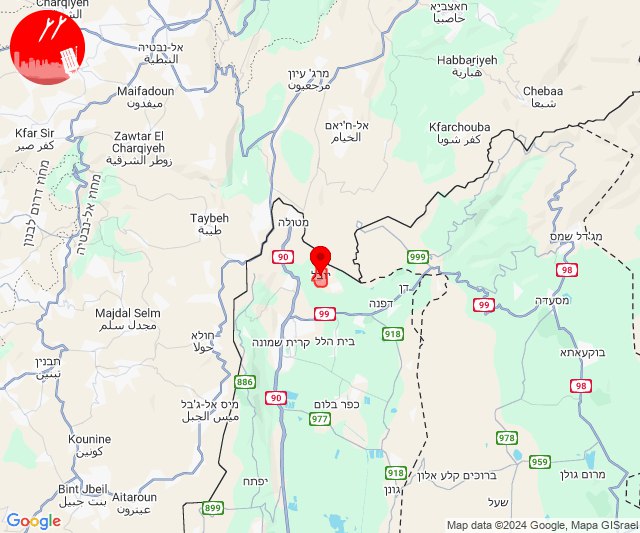 Charqiyeh
الشرقية
אל-נבטיה
النبطية
Maifadoun
ميفدون
חאצביא
حاصبيا
Habbariyeh
هبارية
Chebaa
شبعا
מרג' עיון
مرجعيون
Kfar Sir
كفر صير
Zawtar El
Charqiyeh
زوطر الشرقية
אל-ח'יאם
الخيام
Kfarchouba
كفر شوبا
מחוז דרום לבנון
מחוז אל-נבטיה
Taybeh
طيبة
מטולה
מג'דל שמס
90
999
98
יובל
דן
דפנה
99
99
מסעדה
918
Majdal Selm
مجدل سلم
חולא
حولا
קרית שמונה
בית הלל
בוקעאתא
תבנין
تبنين
886
90
98
מיס אל-ג'בל
ميس الجبل
כפר בלום
977
Kounine
كونين
978
959
918
Bint Jbeil
بنت جبيل
Aitaroun
عيترون
יפתח
גונן
ברוכים קלע אלון
מרום גולן
שעל
899
Google
Map data ©2024 Google, Mapa GISrael